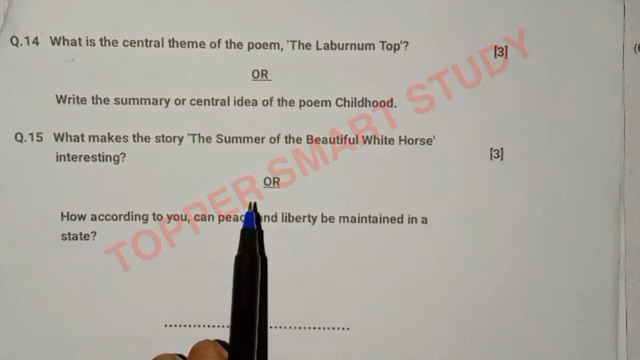 Q.14 What is the central theme of the poem, 'The Laburnum Top'? [3]
OR
Write the summary or central idea of the poem Childhood.
Q.15 What makes the story 'The Summer of the Beautiful White Horse'
interesting? [3]
OR
How according to you, can and liberty be maintained in a
state?
TOPPER SMART STUDY